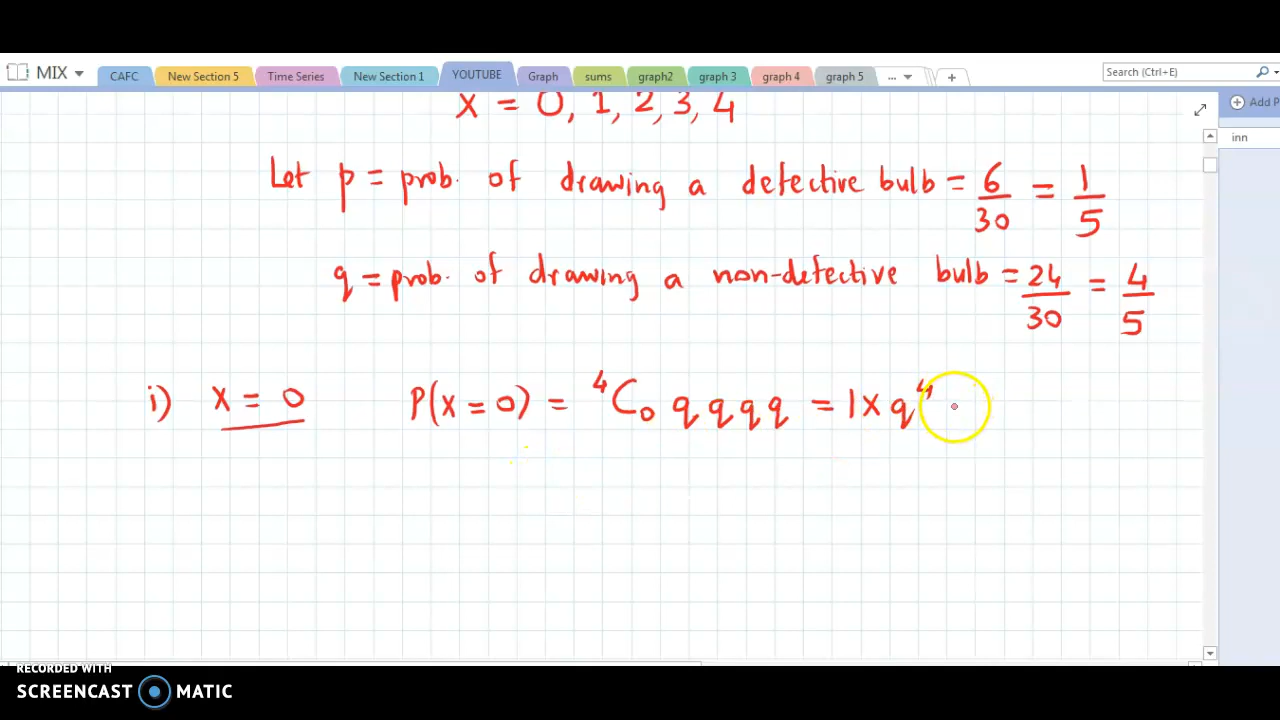 MIX CAFC New Section 5 Time Series New Section 1 YOUTUBE Graph sums graph2 graph 3 graph 4 graph 5 ... + Search (Ctrl+E)
Add P
inn
x = 0, 1, 2, 3, 4
Let p = prob. of drawing a defective bulb = 6/30 = 1/5
q = prob. of drawing a non-defective bulb = 24/30 = 4/5
i) x = 0 P(x = 0) = ⁴C₀ q q q q = 1 x q⁴
RECORDED WITH
SCREENCAST MATIC